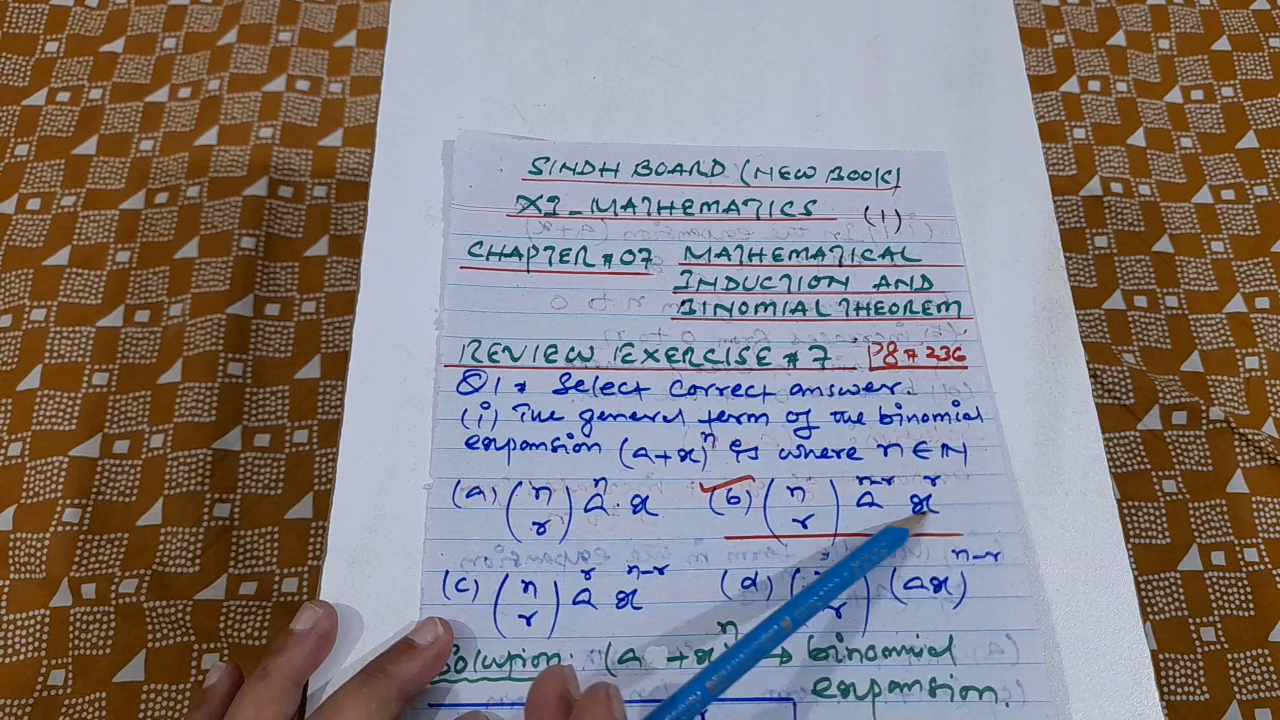 SINDH BOARD (NEW BOOK)
XI-MATHEMATICS (1)
CHAPTER # 07 MATHEMATICAL
INDUCTION AND
BINOMIAL THEOREM
REVIEW EXERCISE # 7 Pg # 236
Q1: Select correct answer.
(i) The general term of the binomial
expansion (a+x)^n is where n ∈ ℕ
(a) (n r) a^n . x (b) (n r) a^{n-r} x^r
(c) (n r) a^r x^{n-r} (d) ( r) (ax)^{n-r}
Solution: (a + x)^n → binomial
expansion.